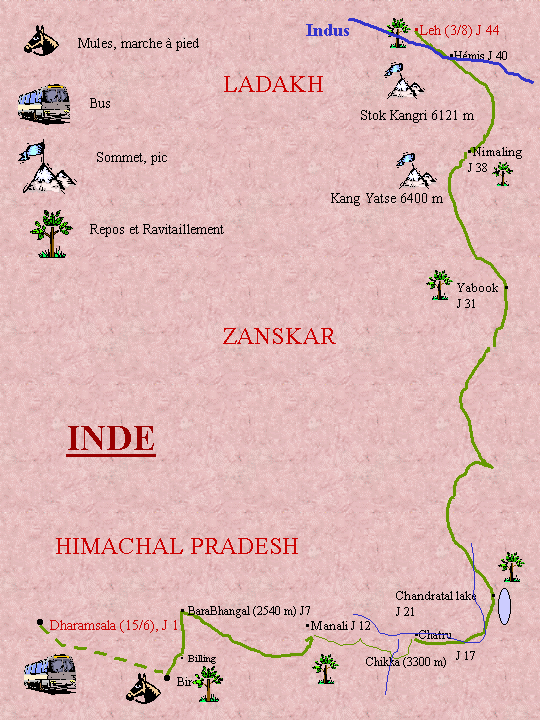 Indus
Leh (3/8) J 44
Mules, marche à pied
Hémis J 40
LADAKH
Bus
Stok Kangri 6121 m
Sommet, pic
Nimaling
J 38
Kang Yatse 6400 m
Repos et Ravitaillement
Yabook
J 31
ZANSKAR
INDE
HIMACHAL PRADESH
Chandratal lake
J 21
BaraBhangal (2540 m) J7
Dharamsala (15/6), J 1
Manali J 12
Chatru
J 17
Billing
Chikka (3300 m)
Bir